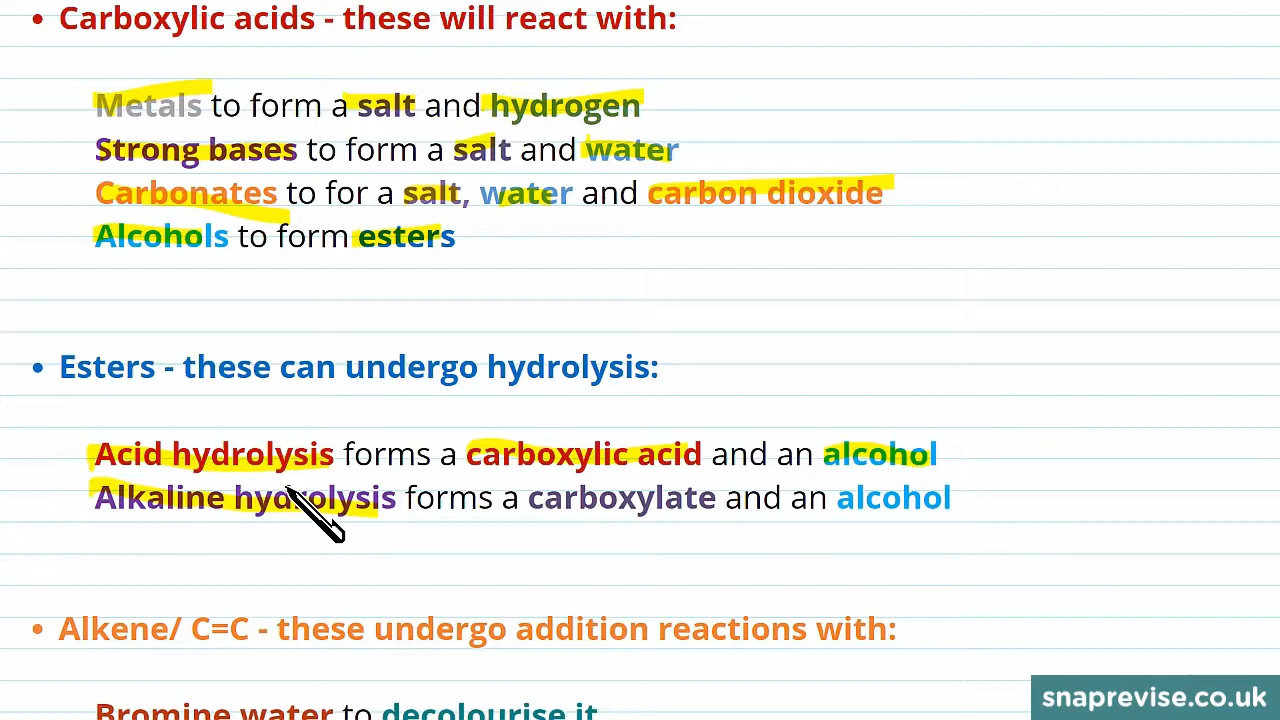 • Carboxylic acids - these will react with:
Metals to form a salt and hydrogen
Strong bases to form a salt and water
Carbonates to for a salt, water and carbon dioxide
Alcohols to form esters
• Esters - these can undergo hydrolysis:
Acid hydrolysis forms a carboxylic acid and an alcohol
Alkaline hydrolysis forms a carboxylate and an alcohol
• Alkene/ C=C - these undergo addition reactions with:
Bromine water to decolourise it
snaprevise.co.uk